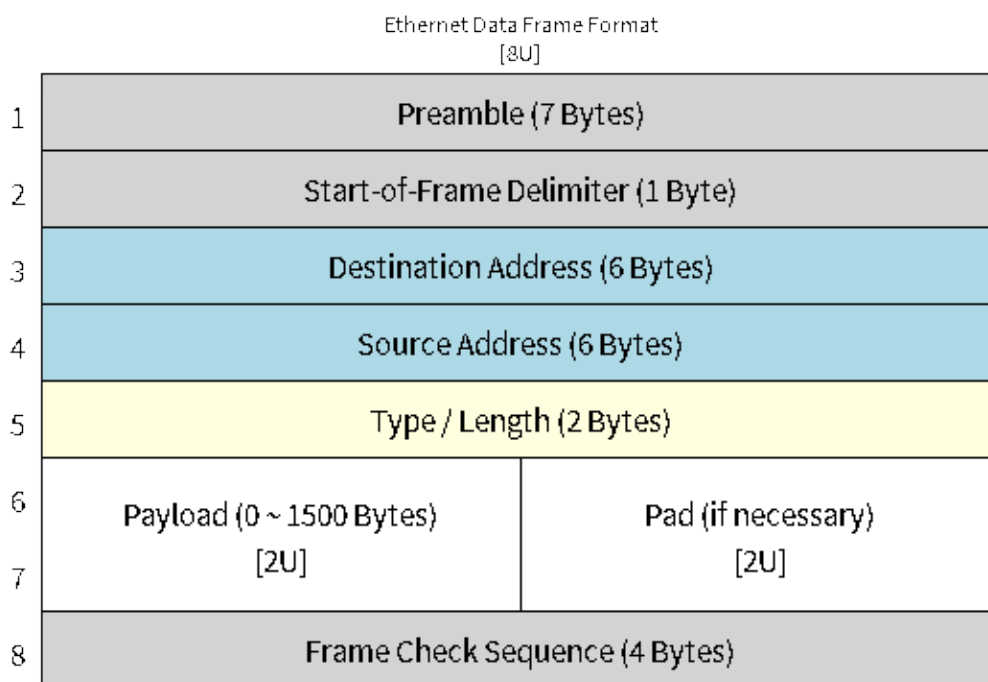 Ethernet Data Frame Format
[8U]
1
Preamble (7 Bytes)
2
Start-of-Frame Delimiter (1 Byte)
3
Destination Address (6 Bytes)
4
Source Address (6 Bytes)
5
Type / Length (2 Bytes)
6
Payload (0 ~ 1500 Bytes)
[2U]
Pad (if necessary)
[2U]
7
8
Frame Check Sequence (4 Bytes)